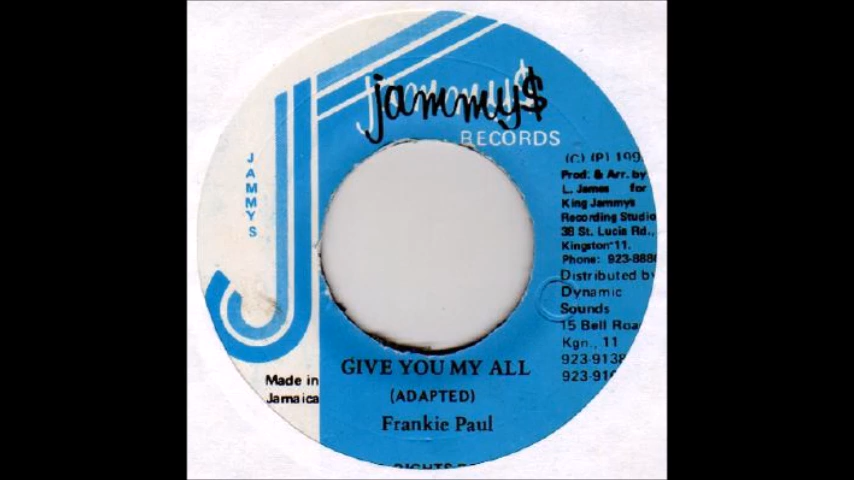 jammy$
RECORDS
JAMMYS
(C) (P) 199
Prod. & Arr. by
L. James for
King Jammys
Recording Studio
38 St. Lucia Rd.,
Kingston 11.
Phone: 923-888
Distributed by
Dynamic
Sounds
15 Bell Roa
Kgn., 11
923-9138
923-91
GIVE YOU MY ALL
(ADAPTED)
Frankie Paul
Made in
Jamaica
RIGHTS